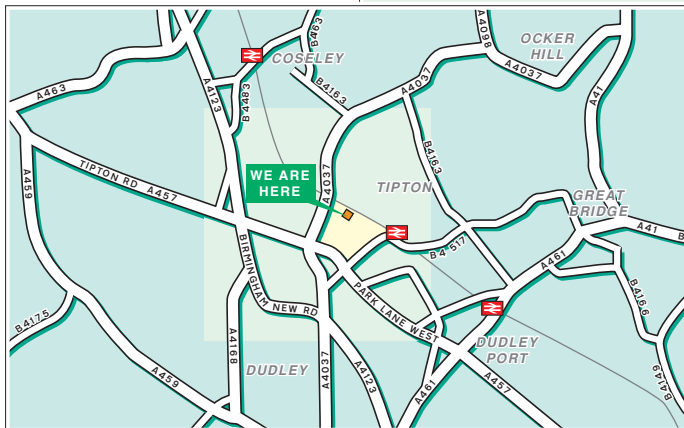 A463
A4123
B4483
COSELEY
B4163
B4163
A4037
A4098
OCKER
HILL
A4037
A41
A459
TIPTON RD A457
WE ARE
HERE
A4037
TIPTON
B4163
GREAT
BRIDGE
A41
B4 517
A461
B4166
B4149
BIRMINGHAM NEW RD
PARK LANE WEST
DUDLEY
PORT
A457
A461
A4123
A4037
A4168
DUDLEY
B4175
A459